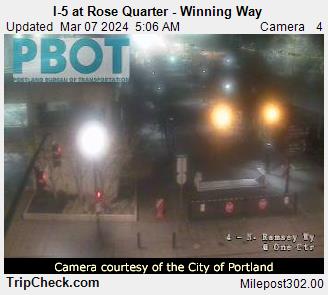 I-5 at Rose Quarter - Winning Way
Updated  Mar 07 2024  5:06 AM Camera  4
PBOT
PORTLAND BUREAU OF TRANSPORTATION
4 - N. Ramsey Wy
@ One Ctr
Camera courtesy of the City of Portland
TripCheck.com Milepost302.00